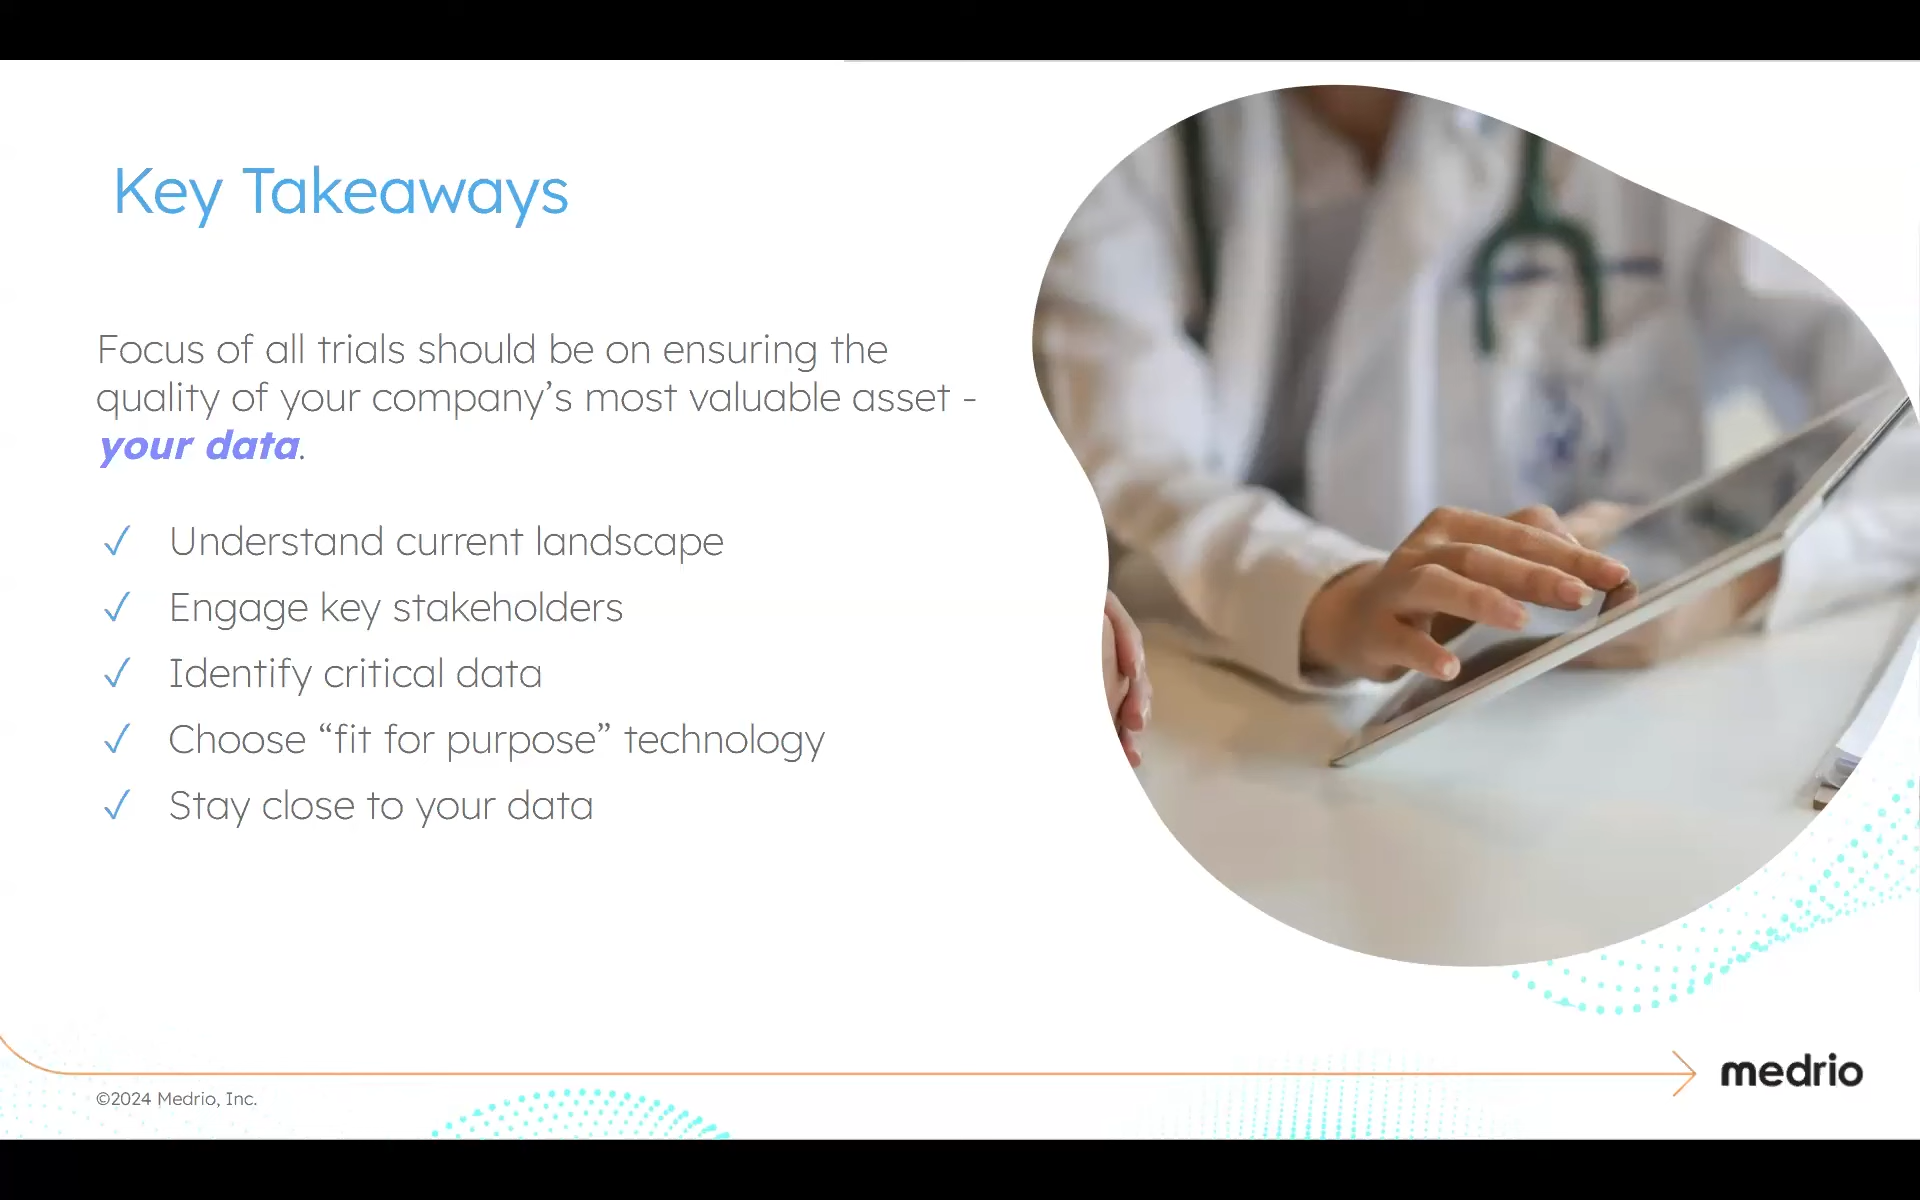 Key Takeaways
Focus of all trials should be on ensuring the
quality of your company’s most valuable asset -
your data.
✓ Understand current landscape
✓ Engage key stakeholders
✓ Identify critical data
✓ Choose “fit for purpose” technology
✓ Stay close to your data
©2024 Medrio, Inc.
medrio